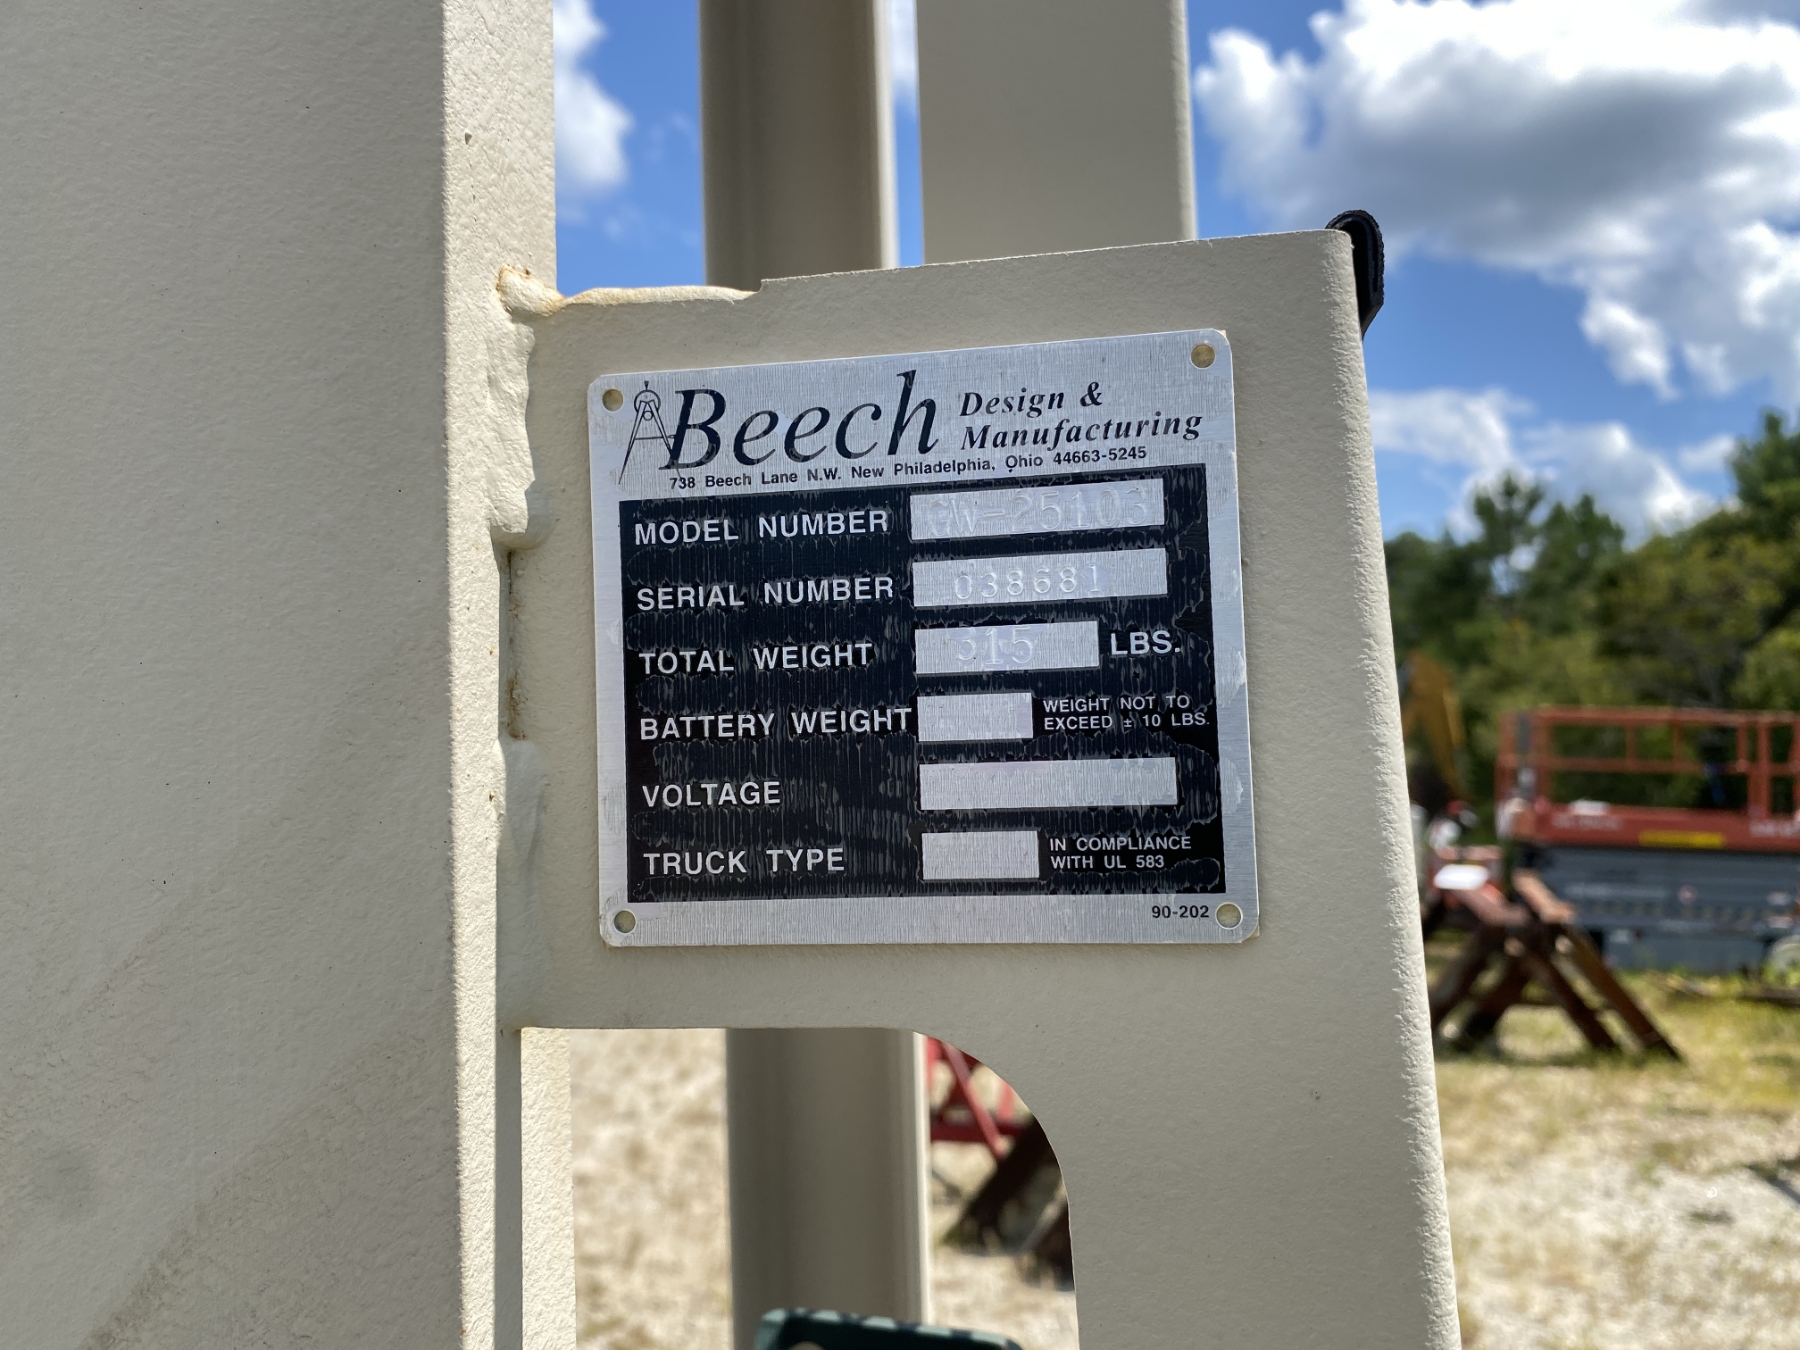 Beech Design &
Manufacturing
738 Beech Lane N.W. New Philadelphia, Ohio 44663-5245
MODEL NUMBER GW-25103
SERIAL NUMBER 038681
TOTAL WEIGHT 315 LBS.
BATTERY WEIGHT WEIGHT NOT TO
EXCEED ± 10 LBS.
VOLTAGE
TRUCK TYPE IN COMPLIANCE
WITH UL 583
90-202